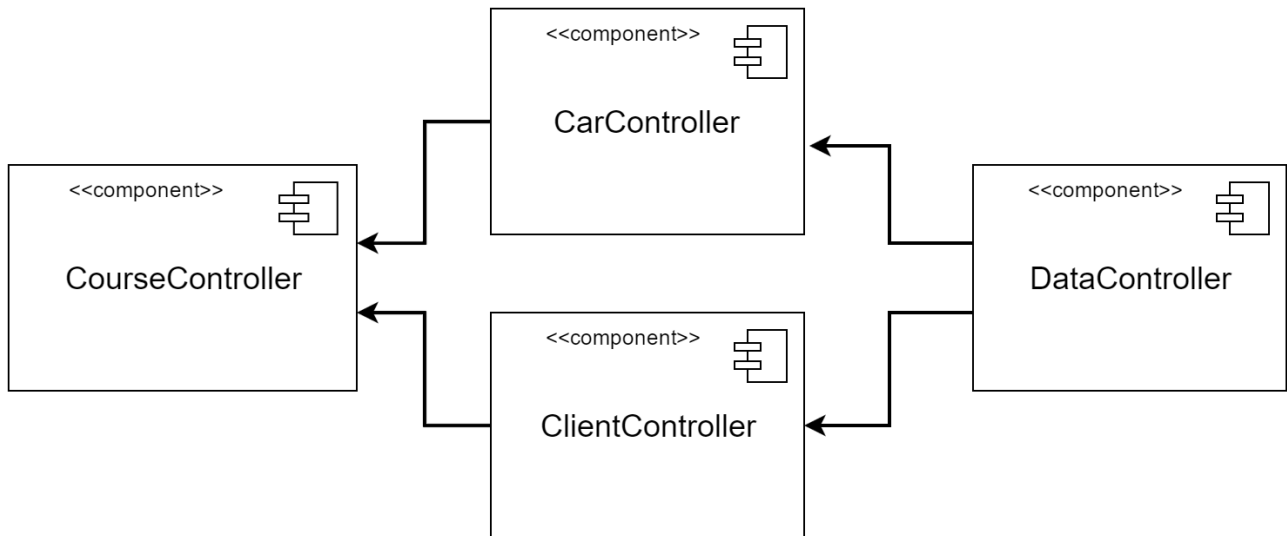 <<component>>
CarController
<<component>>
CourseController
<<component>>
DataController
<<component>>
ClientController